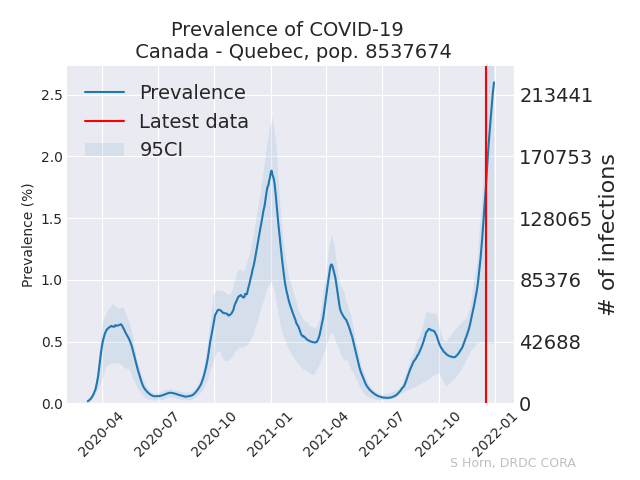 Prevalence of COVID-19
Canada - Quebec, pop. 8537674
Prevalence
Latest data
95CI
Prevalence (%)
2.5
2.0
1.5
1.0
0.5
0.0
213441
170753
128065
85376
42688
0
# of infections
2020-04
2020-07
2020-10
2021-01
2021-04
2021-07
2021-10
2022-01
S Horn, DRDC CORA